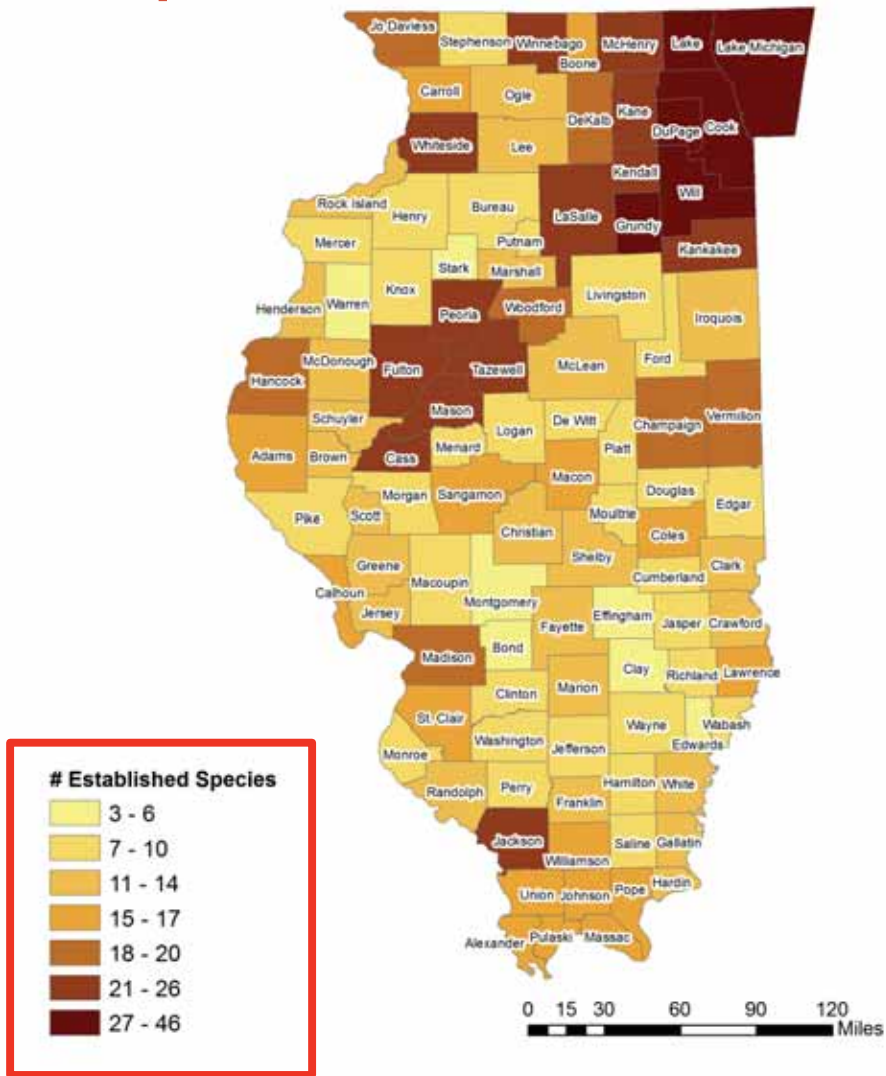 Jo Daviess
Stephenson
Winnebago
Boone
McHenry
Lake
Lake Michigan
Carroll
Ogle
DeKalb
Kane
DuPage
Cook
Whiteside
Lee
Kendall
Will
Rock Island
Henry
Bureau
LaSalle
Grundy
Mercer
Putnam
Kankakee
Stark
Marshall
Knox
Livingston
Henderson
Warren
Peoria
Woodford
Iroquois
McDonough
Fulton
Tazewell
McLean
Ford
Hancock
Mason
Schuyler
Logan
De Witt
Champaign
Vermilion
Adams
Brown
Cass
Menard
Piatt
Macon
Morgan
Sangamon
Douglas
Edgar
Pike
Scott
Moultrie
Christian
Coles
Shelby
Greene
Clark
Macoupin
Cumberland
Calhoun
Montgomery
Jersey
Effingham
Fayette
Jasper
Crawford
Bond
Madison
Clay
Richland
Lawrence
Clinton
Marion
St. Clair
Wayne
Wabash
Washington
Edwards
Monroe
Jefferson
Perry
Hamilton
White
Randolph
Franklin
Jackson
Saline
Gallatin
Williamson
Union
Johnson
Pope
Hardin
Alexander
Pulaski
Massac
# Established Species
3 - 6
7 - 10
11 - 14
15 - 17
18 - 20
21 - 26
27 - 46
0 15 30 60 90 120
Miles